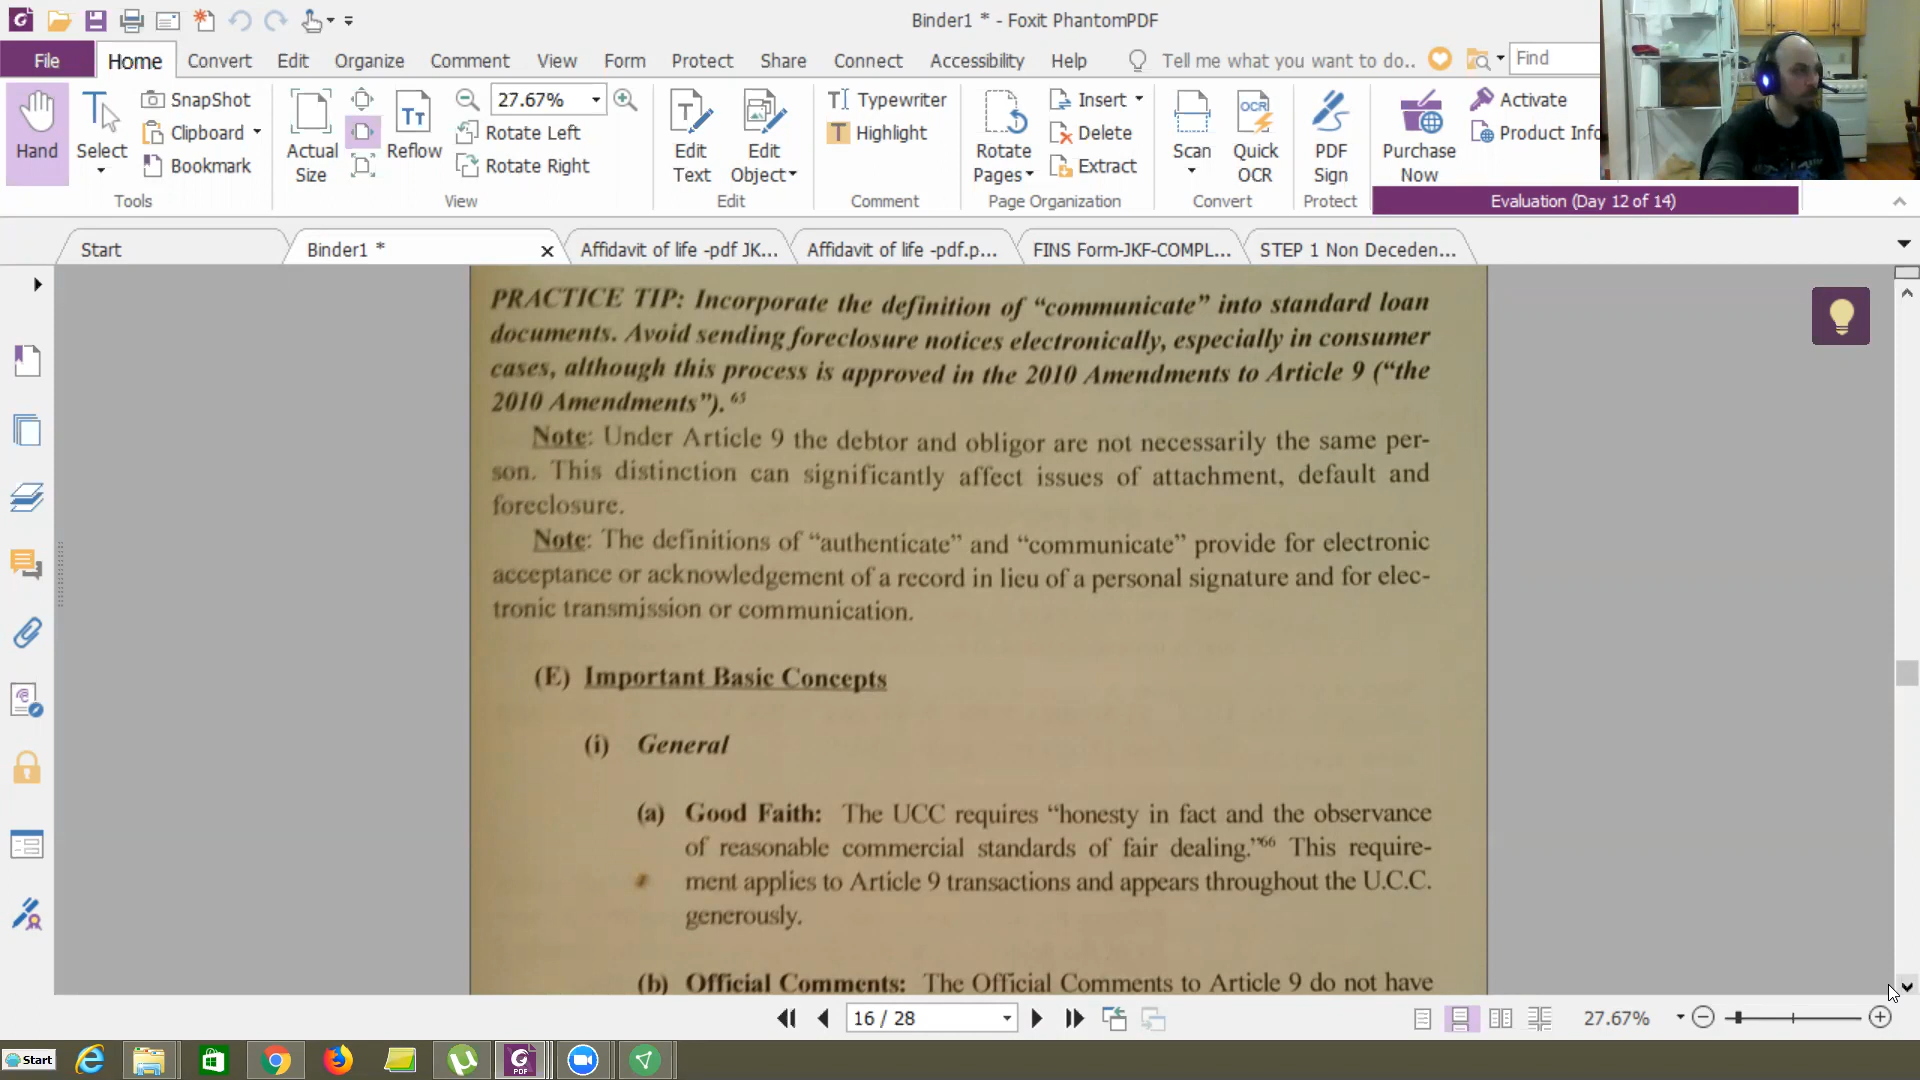 Binder1 * - Foxit PhantomPDF
File Home Convert Edit Organize Comment View Form Protect Share Connect Accessibility Help Tell me what you want to do.. Find
Hand
Select
SnapShot
Clipboard
Bookmark
Tools
Actual
Size
Reflow
27.67%
Rotate Left
Rotate Right
View
Edit
Text
Edit
Object
Edit
Typewriter
Highlight
Comment
Rotate
Pages
Insert
Delete
Extract
Page Organization
Scan
Quick
OCR
Convert
PDF
Sign
Protect
Purchase
Now
Activate
Product Info
Evaluation (Day 12 of 14)
Start
Binder1 *
Affidavit of life -pdf JK...
Affidavit of life -pdf.p...
FINS Form-JKF-COMPL...
STEP 1 Non Deceden...
PRACTICE TIP: Incorporate the definition of “communicate” into standard loan
documents. Avoid sending foreclosure notices electronically, especially in consumer
cases, although this process is approved in the 2010 Amendments to Article 9 (“the
2010 Amendments”).65
Note: Under Article 9 the debtor and obligor are not necessarily the same per-
son. This distinction can significantly affect issues of attachment, default and
foreclosure.
Note: The definitions of “authenticate” and “communicate” provide for electronic
acceptance or acknowledgement of a record in lieu of a personal signature and for elec-
tronic transmission or communication.
(E) Important Basic Concepts
(i) General
(a) Good Faith: The UCC requires “honesty in fact and the observance
of reasonable commercial standards of fair dealing.”66 This require-
ment applies to Article 9 transactions and appears throughout the U.C.C.
generously.
(b) Official Comments: The Official Comments to Article 9 do not have
16 / 28
27.67%
Start